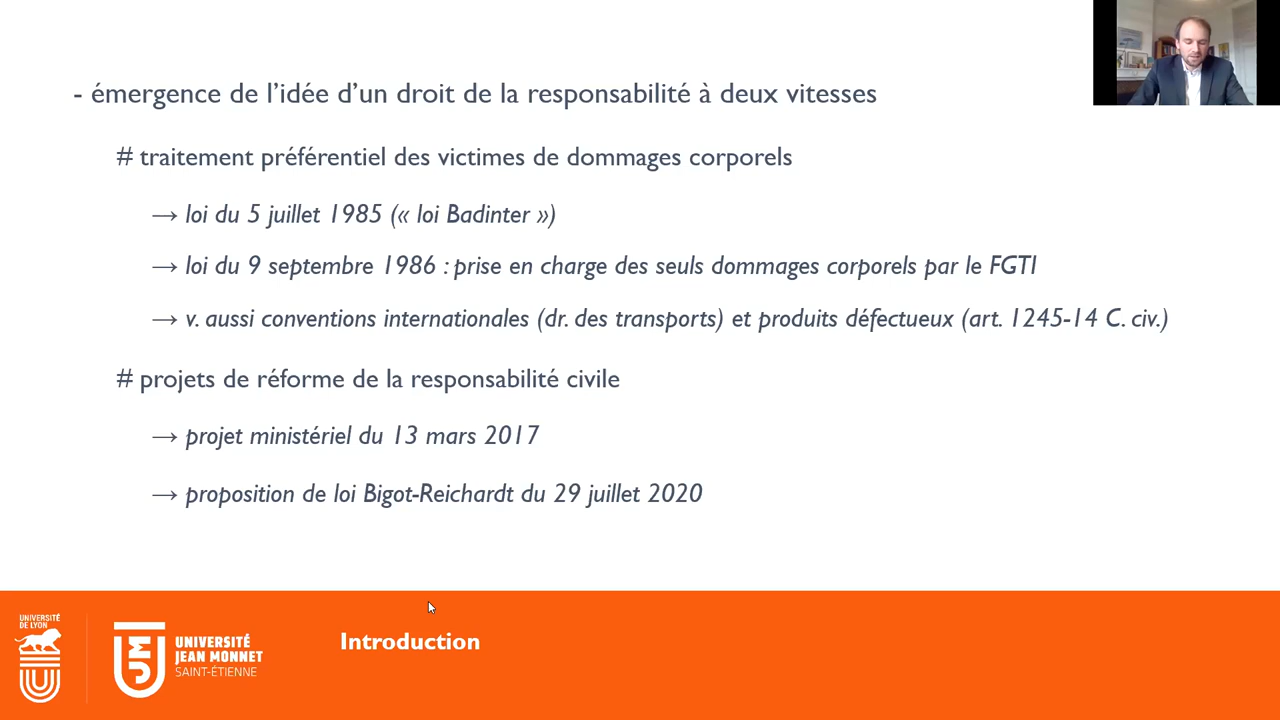 - émergence de l’idée d’un droit de la responsabilité à deux vitesses
# traitement préférentiel des victimes de dommages corporels
→ loi du 5 juillet 1985 (« loi Badinter »)
→ loi du 9 septembre 1986 : prise en charge des seuls dommages corporels par le FGTI
→ v. aussi conventions internationales (dr. des transports) et produits défectueux (art. 1245-14 C. civ.)
# projets de réforme de la responsabilité civile
→ projet ministériel du 13 mars 2017
→ proposition de loi Bigot-Reichardt du 29 juillet 2020
UNIVERSITÉ
DE LYON
UNIVERSITÉ
JEAN MONNET
SAINT-ÉTIENNE
Introduction